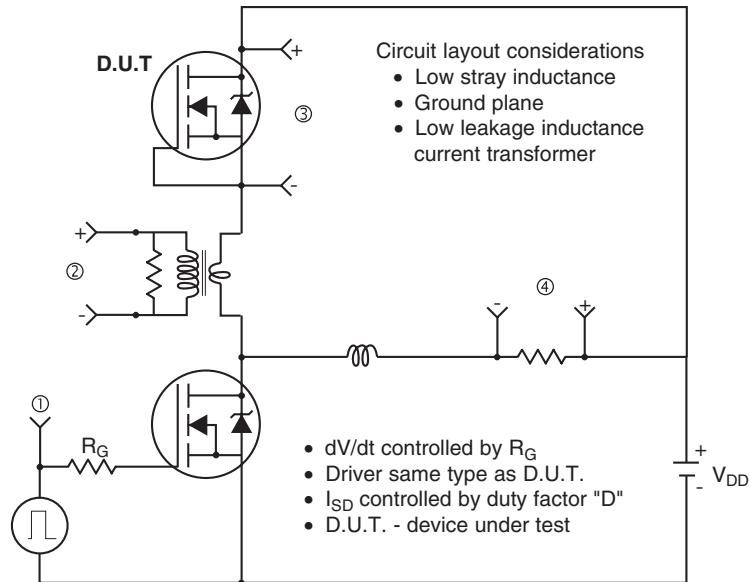 D.U.T
+
③
-
Circuit layout considerations
• Low stray inductance
• Ground plane
• Low leakage inductance
current transformer
+
②
-
④
-
+
①
R_G
• dV/dt controlled by R_G
• Driver same type as D.U.T.
• I_SD controlled by duty factor "D"
• D.U.T. - device under test
+
-
V_DD